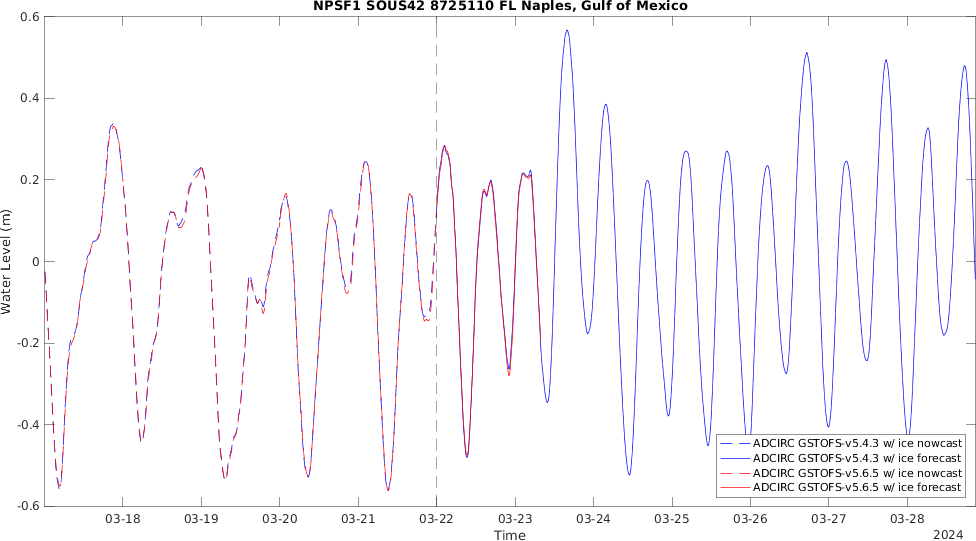 NPSF1 SOUS42 8725110 FL Naples, Gulf of Mexico
0.6
0.4
0.2
0
-0.2
-0.4
-0.6
Water Level (m)
ADCIRC GSTOFS-v5.4.3 w/ ice nowcast
ADCIRC GSTOFS-v5.4.3 w/ ice forecast
ADCIRC GSTOFS-v5.6.5 w/ ice nowcast
ADCIRC GSTOFS-v5.6.5 w/ ice forecast
03-18 03-19 03-20 03-21 03-22 03-23 03-24 03-25 03-26 03-27 03-28
Time
2024